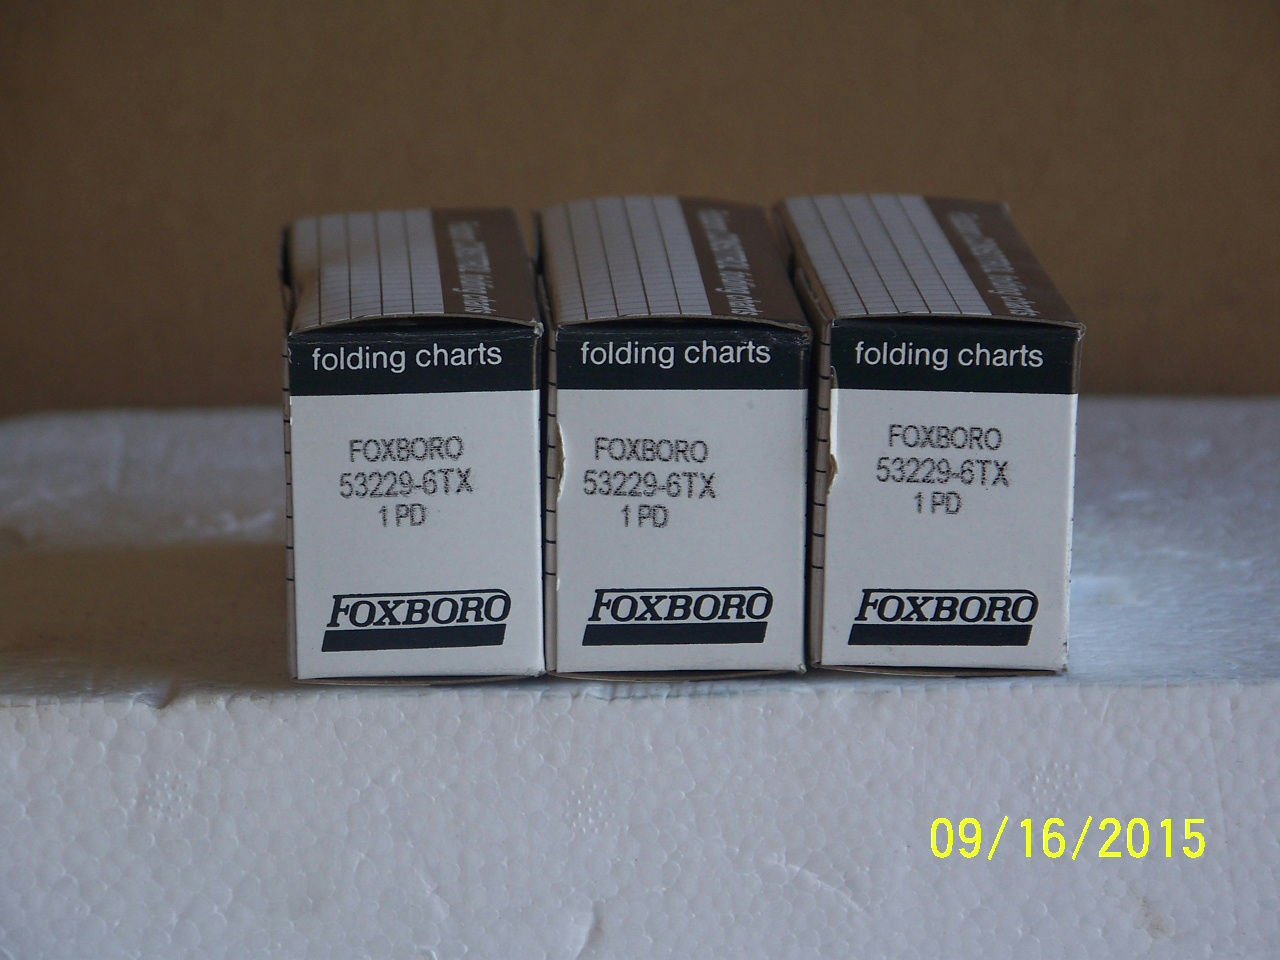 folding charts
FOXBORO
53229-6TX
1 PD
FOXBORO
folding charts
FOXBORO
53229-6TX
1 PD
FOXBORO
folding charts
FOXBORO
53229-6TX
1 PD
FOXBORO
09/16/2015